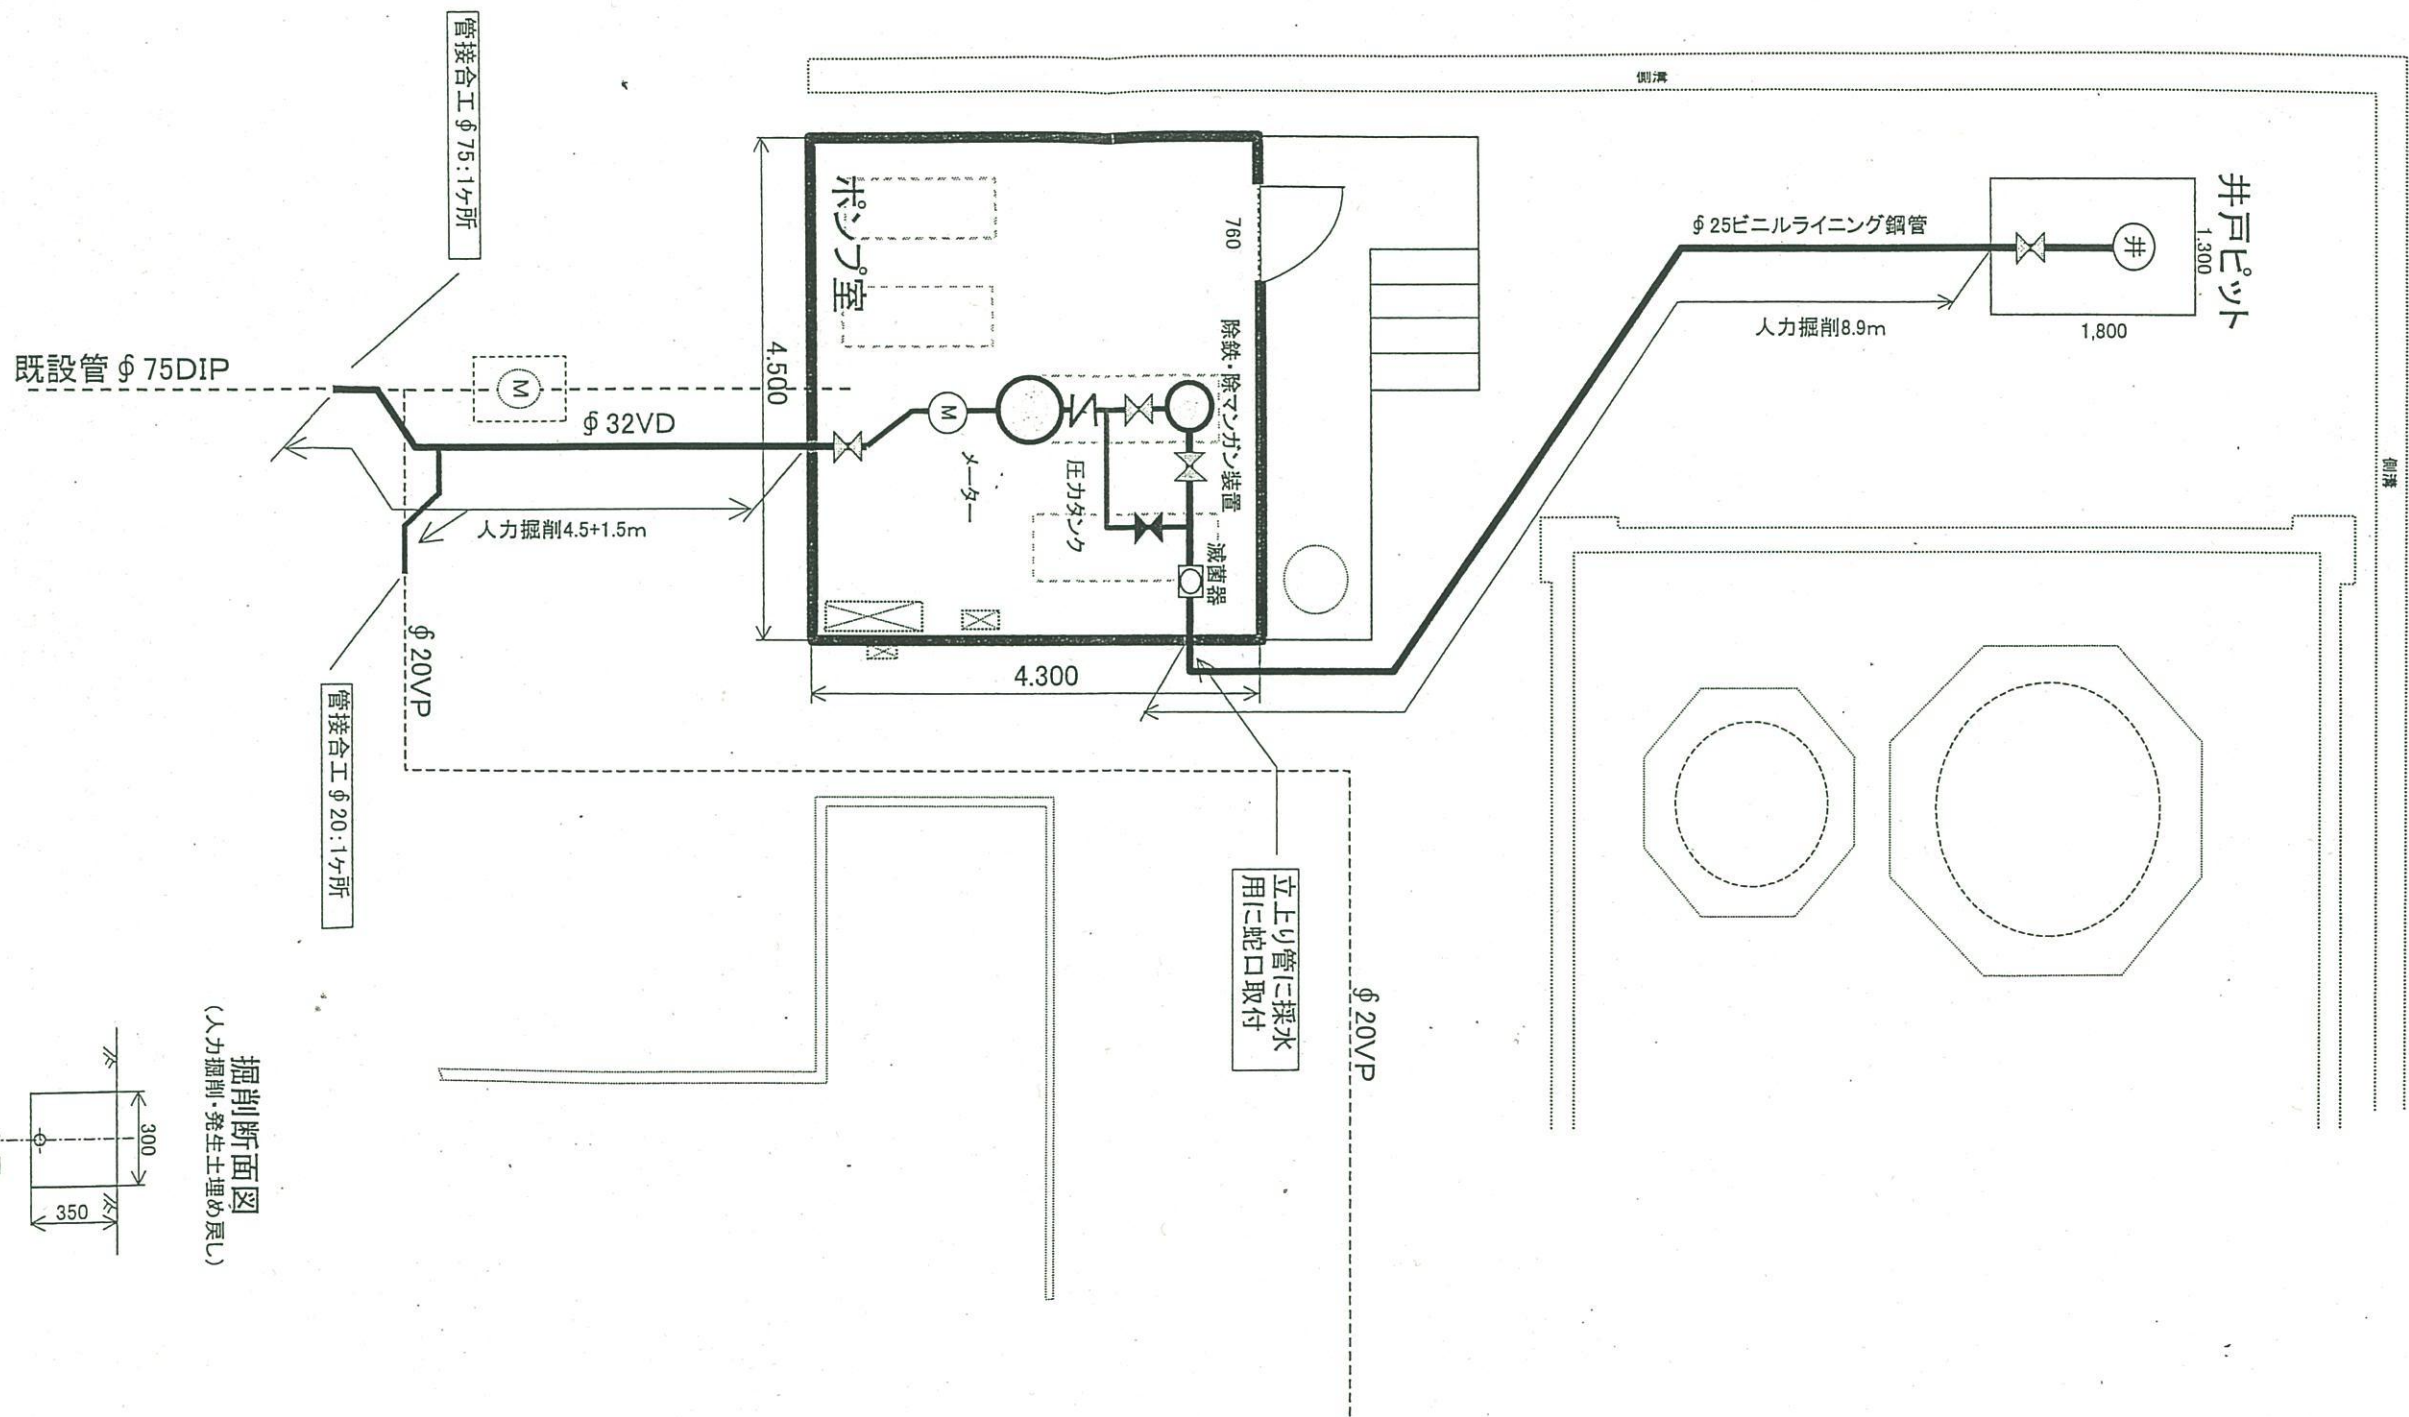 側溝
側溝
井戸ピット
1.300
1,800
井
∮25ビニルライニング鋼管
人力掘削8.9m
760
ポンプ室
除鉄・除マンガン装置
滅菌器
圧力タンク
メーター
M
4.500
4.300
管接合工∮75:1ヶ所
既設管∮75DIP
M
∮32VD
人力掘削4.5+1.5m
∮20VP
管接合工∮20:1ヶ所
立上り管に採水
用に蛇口取付
∮20VP
掘削断面図
(人力掘削・発生土埋め戻し)
300
350